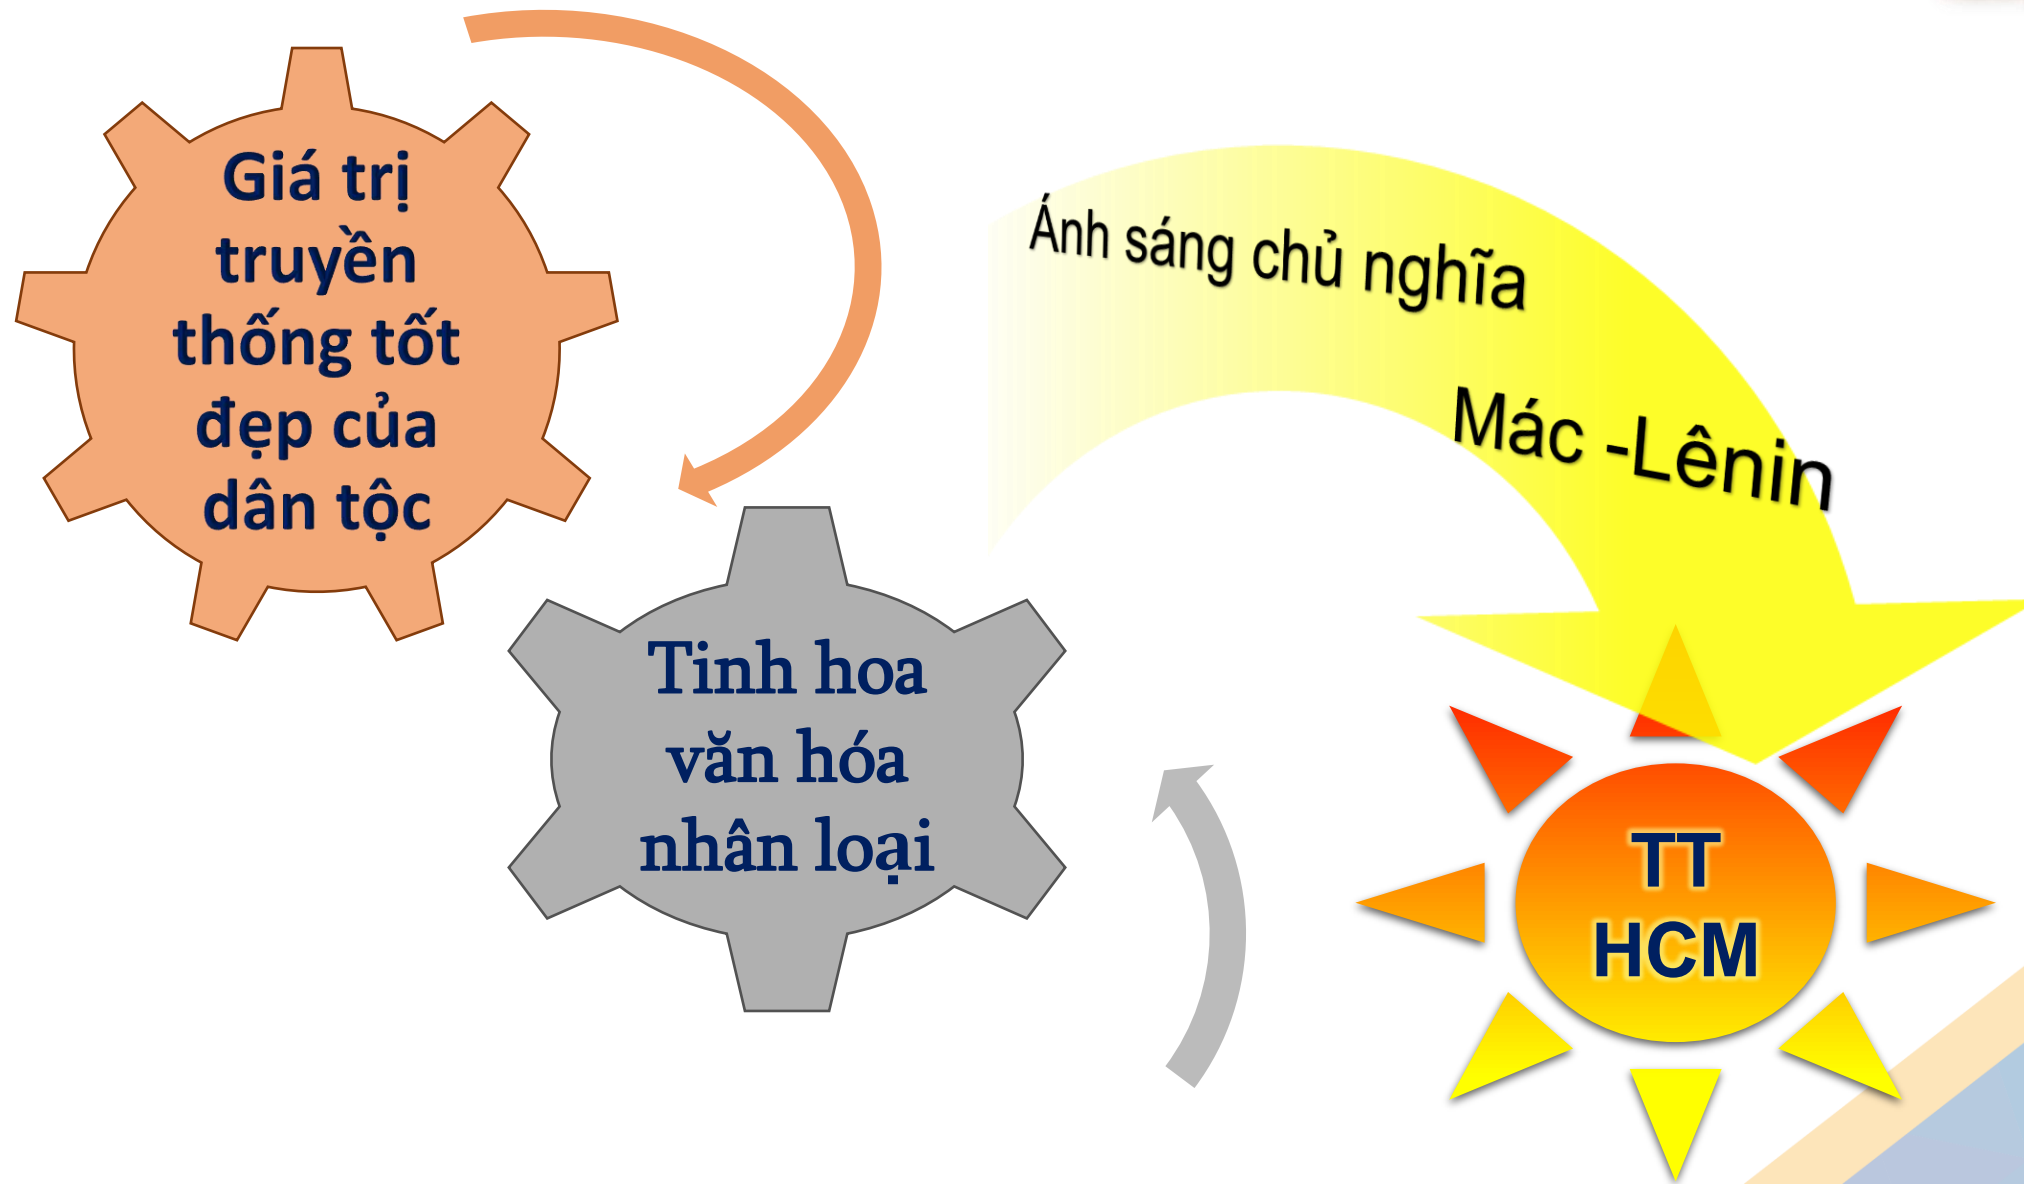 Giá trị
truyền
thống tốt
đẹp của
dân tộc
Tinh hoa
văn hóa
nhân loại
Ánh sáng chủ nghĩa
Mác -Lênin
TT
HCM